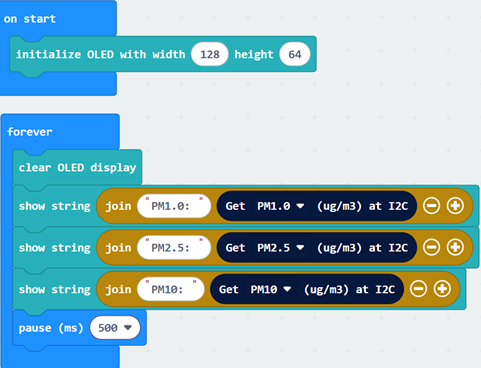 on start
initialize OLED with width 128 height 64
forever
clear OLED display
show string join "PM1.0: " Get PM1.0 (ug/m3) at I2C
show string join "PM2.5: " Get PM2.5 (ug/m3) at I2C
show string join "PM10: " Get PM10 (ug/m3) at I2C
pause (ms) 500